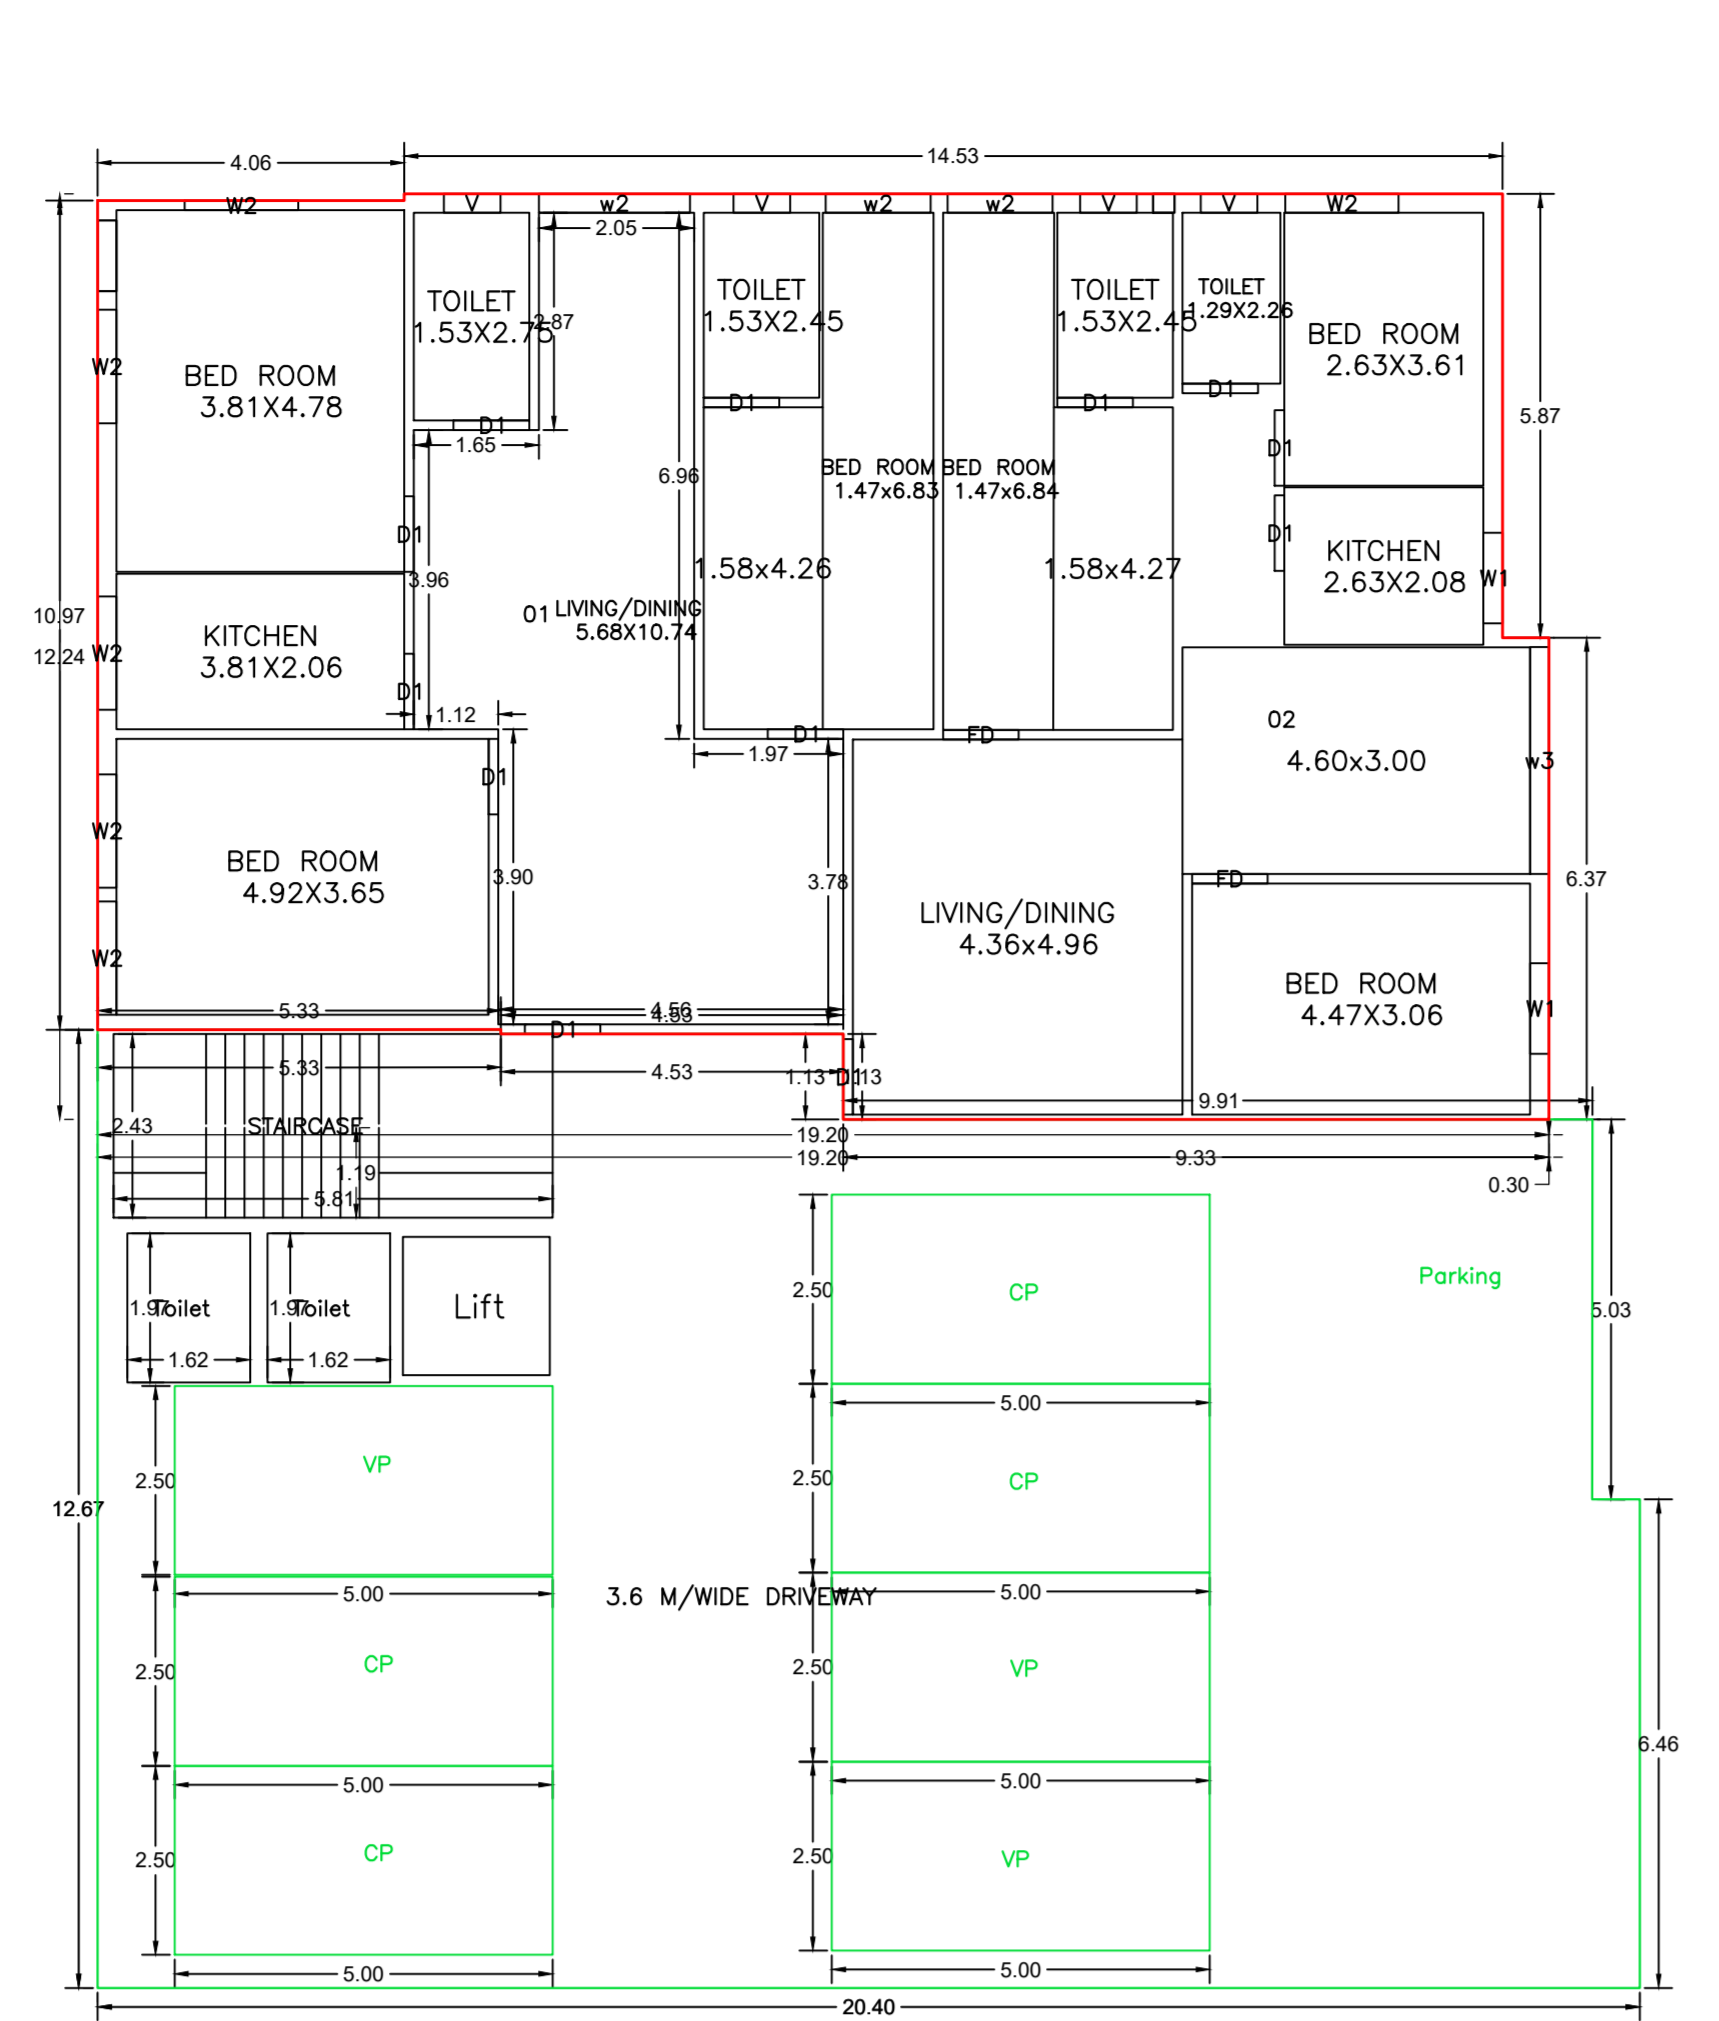 4.06
14.53
W2
V
w2
V
w2
w2
V
V
W2
2.05
TOILET
1.53X2.75
2.87
TOILET
1.53X2.45
TOILET
1.53X2.45
TOILET
1.29X2.26
BED ROOM
2.63X3.61
W2
BED ROOM
3.81X4.78
D1
D1
D1
D1
1.65
5.87
D1
6.96
BED ROOM
1.47x6.83
BED ROOM
1.47x6.84
D1
D1
3.96
1.58x4.26
1.58x4.27
KITCHEN
2.63X2.08
W1
10.97
12.24
01
LIVING/DINING
5.68X10.74
W2
KITCHEN
3.81X2.06
D1
1.12
D1
FD
1.97
02
4.60x3.00
w3
D1
W2
BED ROOM
4.92X3.65
3.90
3.78
FD
6.37
LIVING/DINING
4.36x4.96
W2
BED ROOM
4.47X3.06
W1
5.33
4.56
4.53
D1
5.33
4.53
1.13
D1
1.13
9.91
2.43
STAIRCASE
19.20
19.20
9.33
1.19
5.81
0.30
1.97
Toilet
1.97
Toilet
Lift
1.62
1.62
2.50
CP
Parking
5.03
5.00
VP
2.50
2.50
CP
12.67
5.00
3.6 M/WIDE DRIVEWAY
5.00
2.50
CP
2.50
VP
6.46
5.00
5.00
2.50
CP
2.50
VP
5.00
5.00
20.40